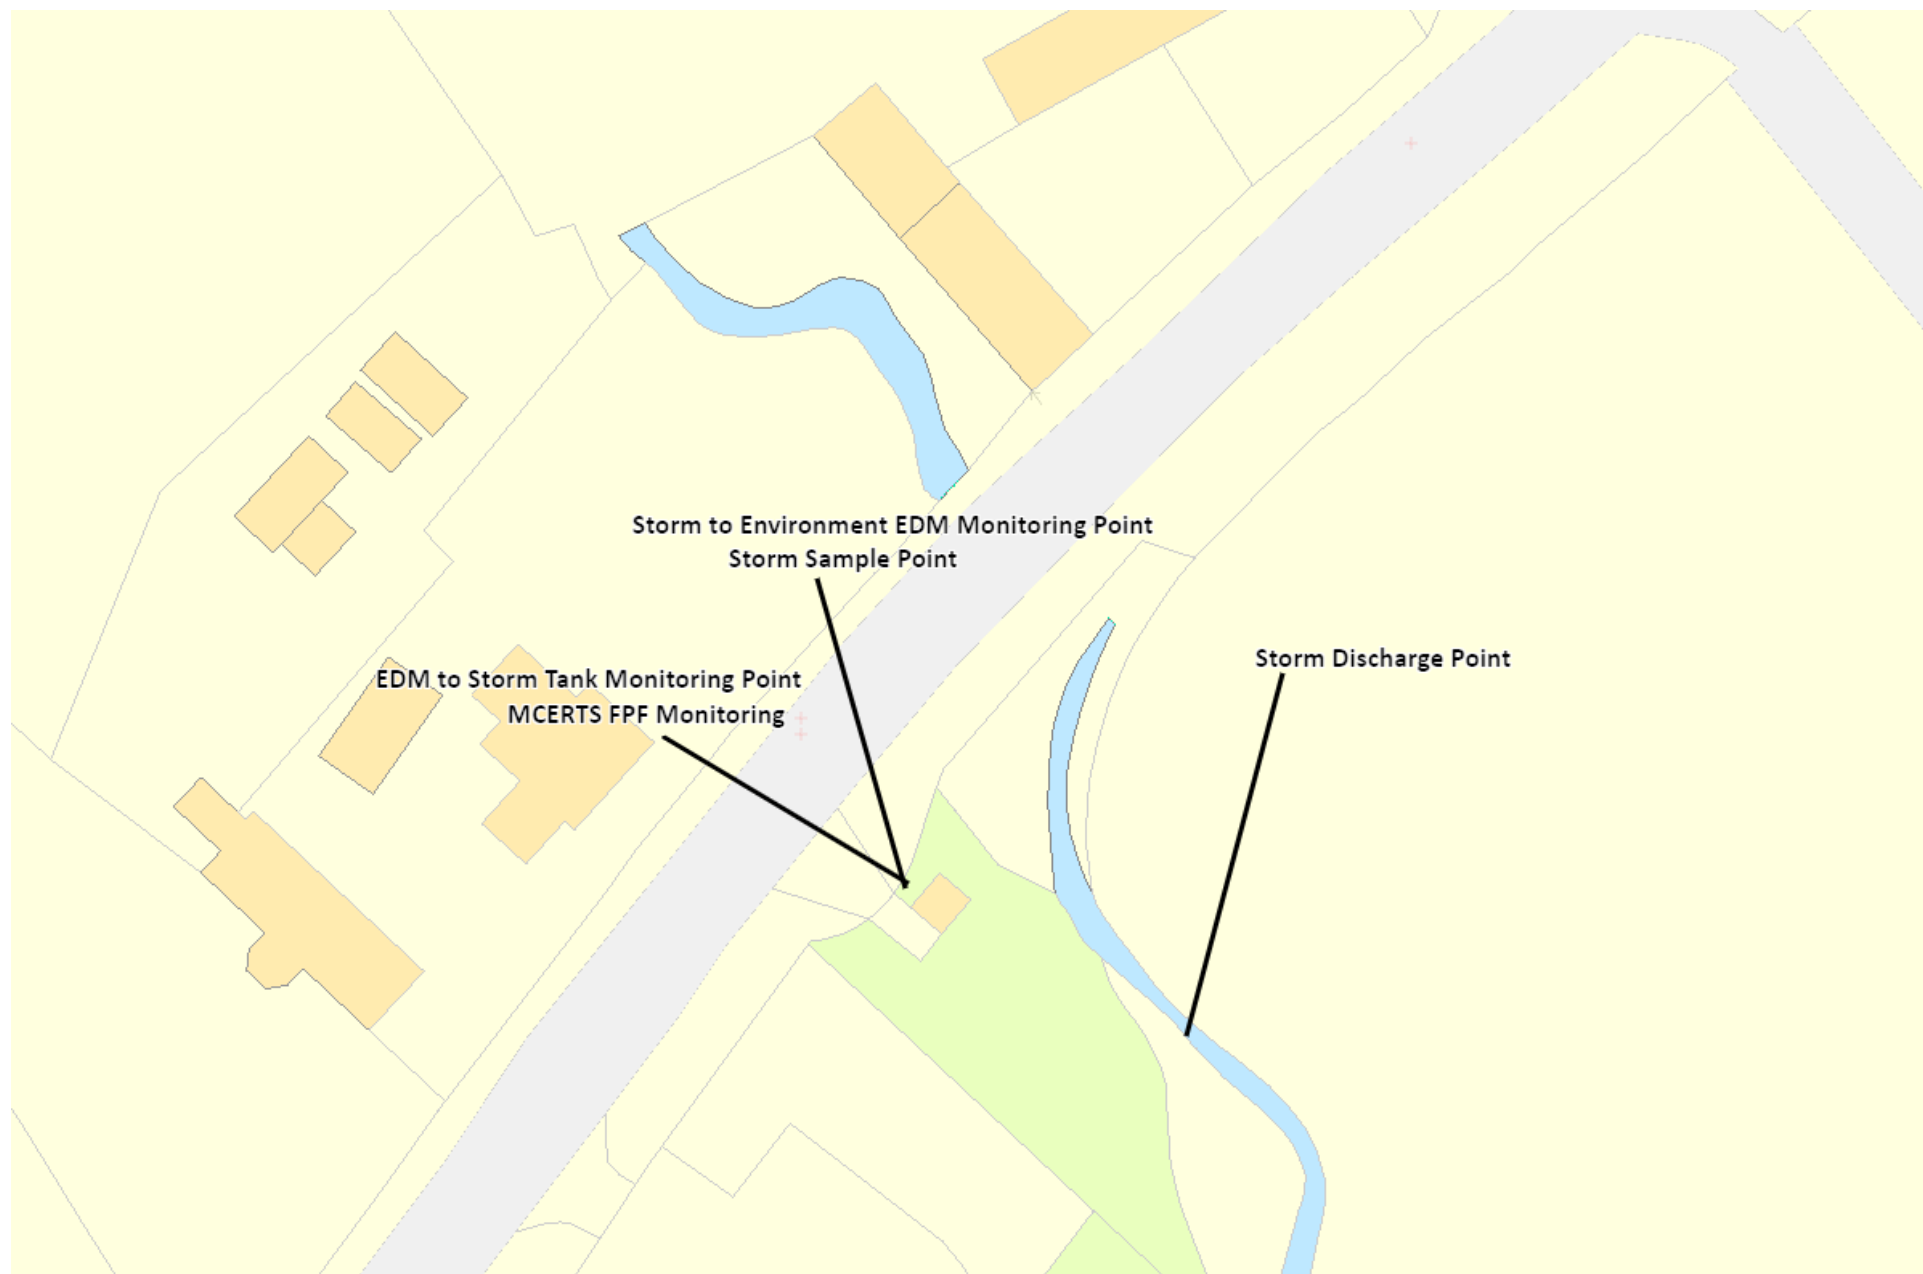 Storm to Environment EDM Monitoring Point
Storm Sample Point
Storm Discharge Point
EDM to Storm Tank Monitoring Point
MCERTS FPF Monitoring